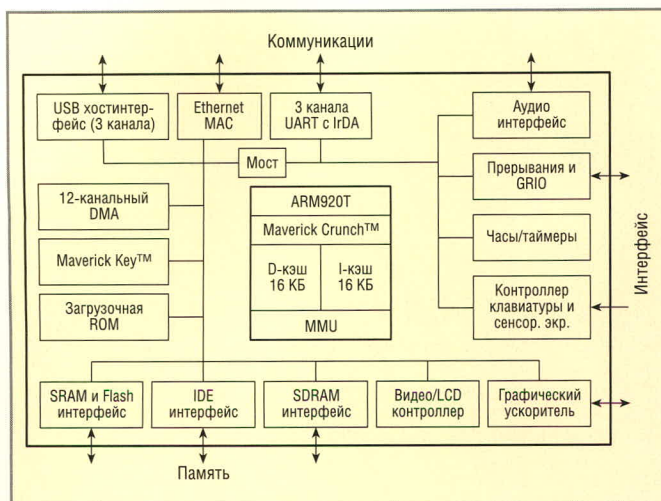 Коммуникации
USB хостинтер-
фейс (3 канала)
Ethernet
MAC
3 канала
UART с IrDA
Аудио
интерфейс
Мост
Прерывания и
GRIO
12-канальный
DMA
ARM920T
Maverick Crunch™
Часы/таймеры
Интерфейс
Maverick Key™
D-кэш
16 КБ
I-кэш
16 КБ
Контроллер
клавиатуры и
сенсор. экр.
Загрузочная
ROM
MMU
SRAM и Flash
интерфейс
IDE
интерфейс
SDRAM
интерфейс
Видео/LCD
контроллер
Графический
ускоритель
Память